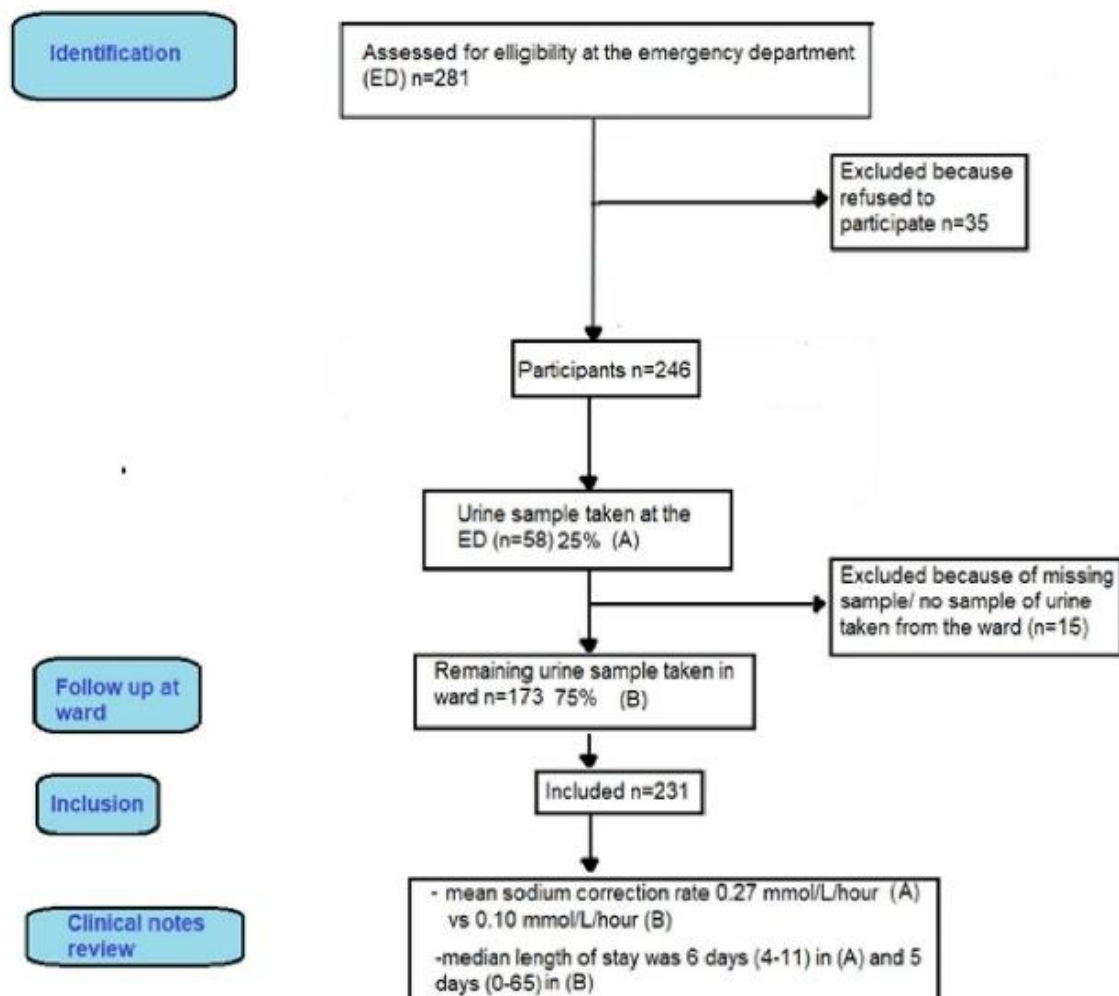 Identification
Assessed for elligibility at the emergency department
(ED) n=281
Excluded because
refused to
participate n=35
Participants n=246
Urine sample taken at the
ED (n=58) 25% (A)
Excluded because of missing
sample/ no sample of urine
taken from the ward (n=15)
Follow up at
ward
Remaining urine sample taken in
ward n=173 75% (B)
Inclusion
Included n=231
Clinical notes
review
- mean sodium correction rate 0.27 mmol/L/hour (A)
vs 0.10 mmol/L/hour (B)
-median length of stay was 6 days (4-11) in (A) and 5
days (0-65) in (B)